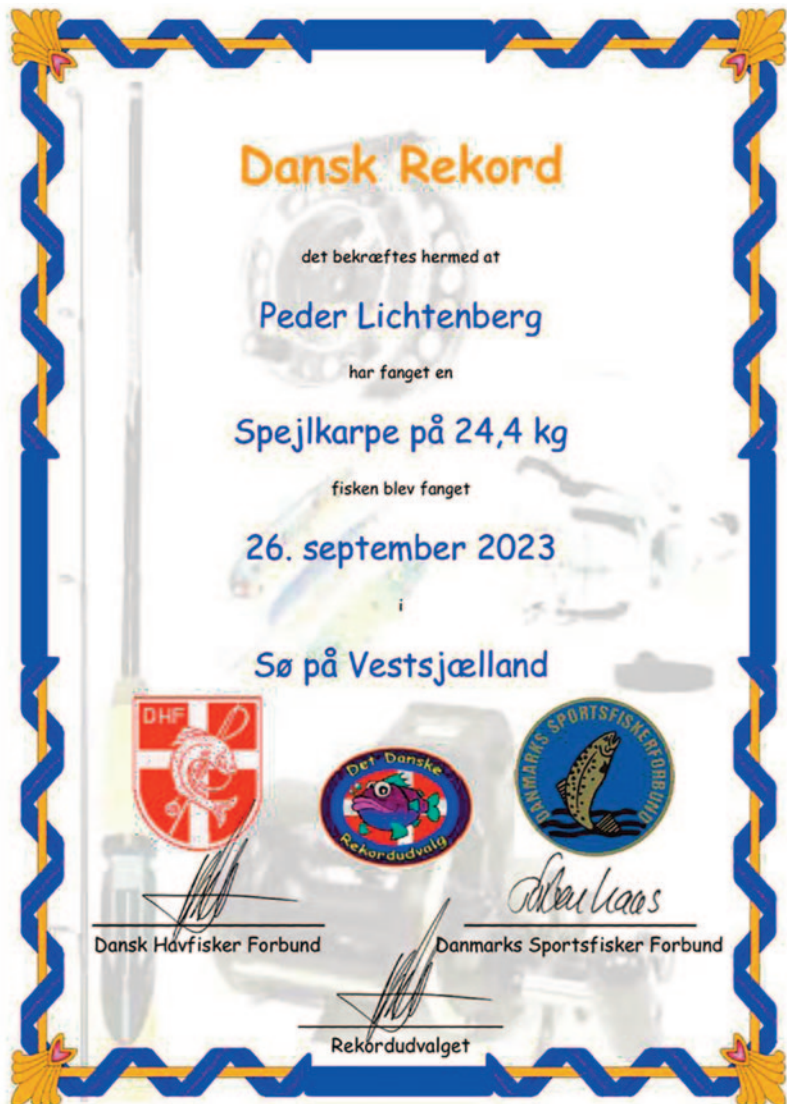 Dansk Rekord
det bekræftes hermed at
Peder Lichtenberg
har fanget en
Spejlkarpe på 24,4 kg
fisken blev fanget
26. september 2023
i
Sø på Vestsjælland
DHF
Det Danske
Rekordudvalg
DANMARKS SPORTSFISKERFORBUND
Dansk Havfisker Forbund
Danmarks Sportsfisker Forbund
Rekordudvalget